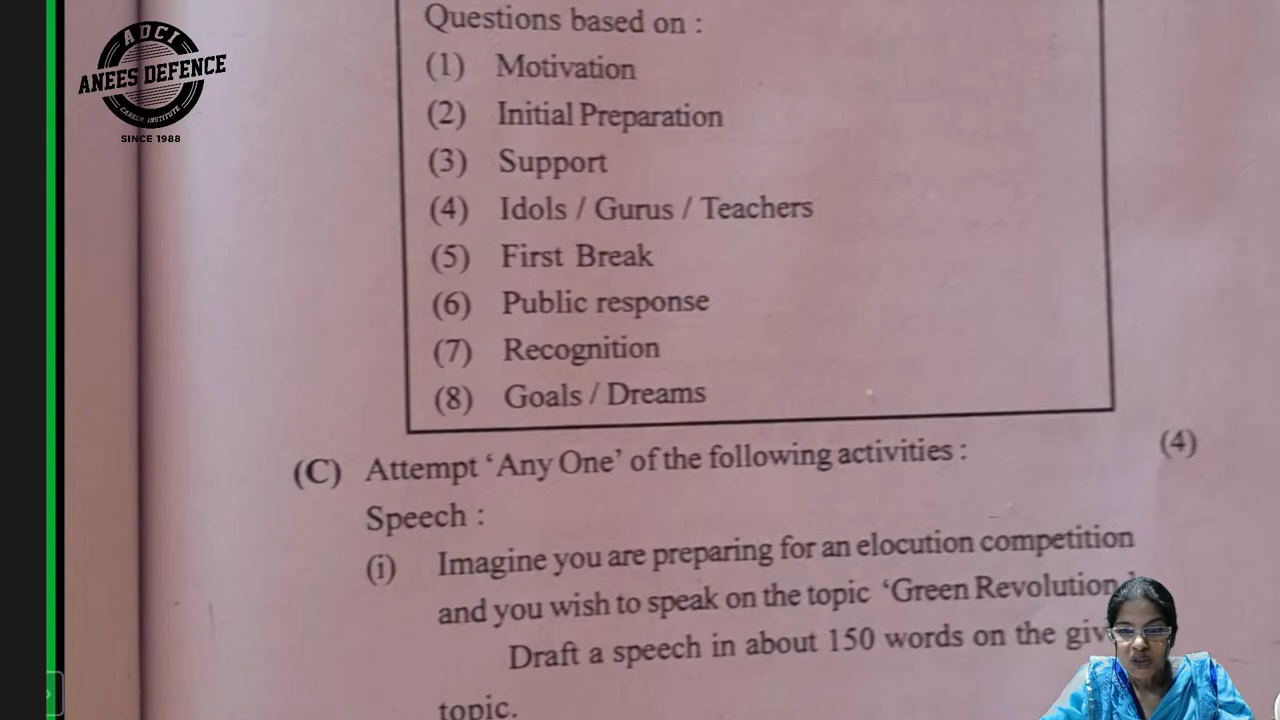 ADCI
ANEES DEFENCE
CAREER INSTITUTE
SINCE 1988
Questions based on :
(1) Motivation
(2) Initial Preparation
(3) Support
(4) Idols / Gurus / Teachers
(5) First Break
(6) Public response
(7) Recognition
(8) Goals / Dreams
(C) Attempt ‘Any One’ of the following activities : (4)
Speech :
(i) Imagine you are preparing for an elocution competition
and you wish to speak on the topic ‘Green Revolution
Draft a speech in about 150 words on the
topic.